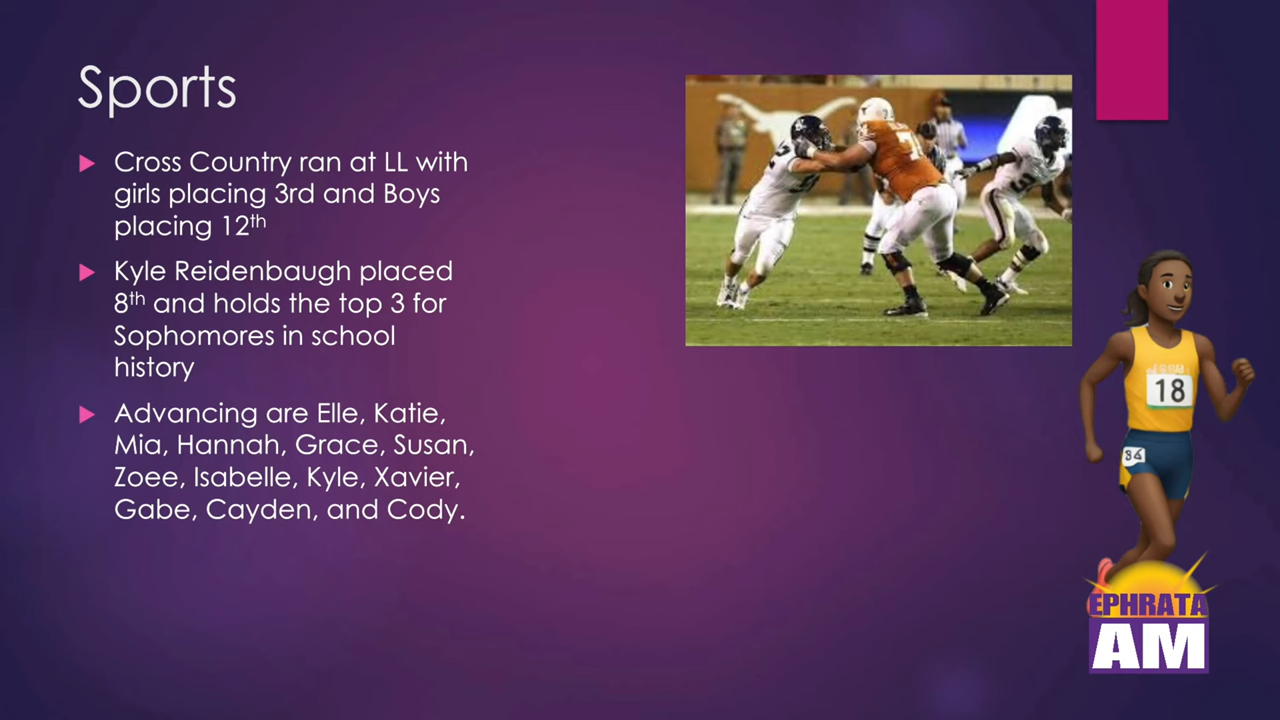 Sports
Cross Country ran at LL with
girls placing 3rd and Boys
placing 12th
Kyle Reidenbaugh placed
8th and holds the top 3 for
Sophomores in school
history
Advancing are Elle, Katie,
Mia, Hannah, Grace, Susan,
Zoee, Isabelle, Kyle, Xavier,
Gabe, Cayden, and Cody.
18
34
EPHRATA
AM